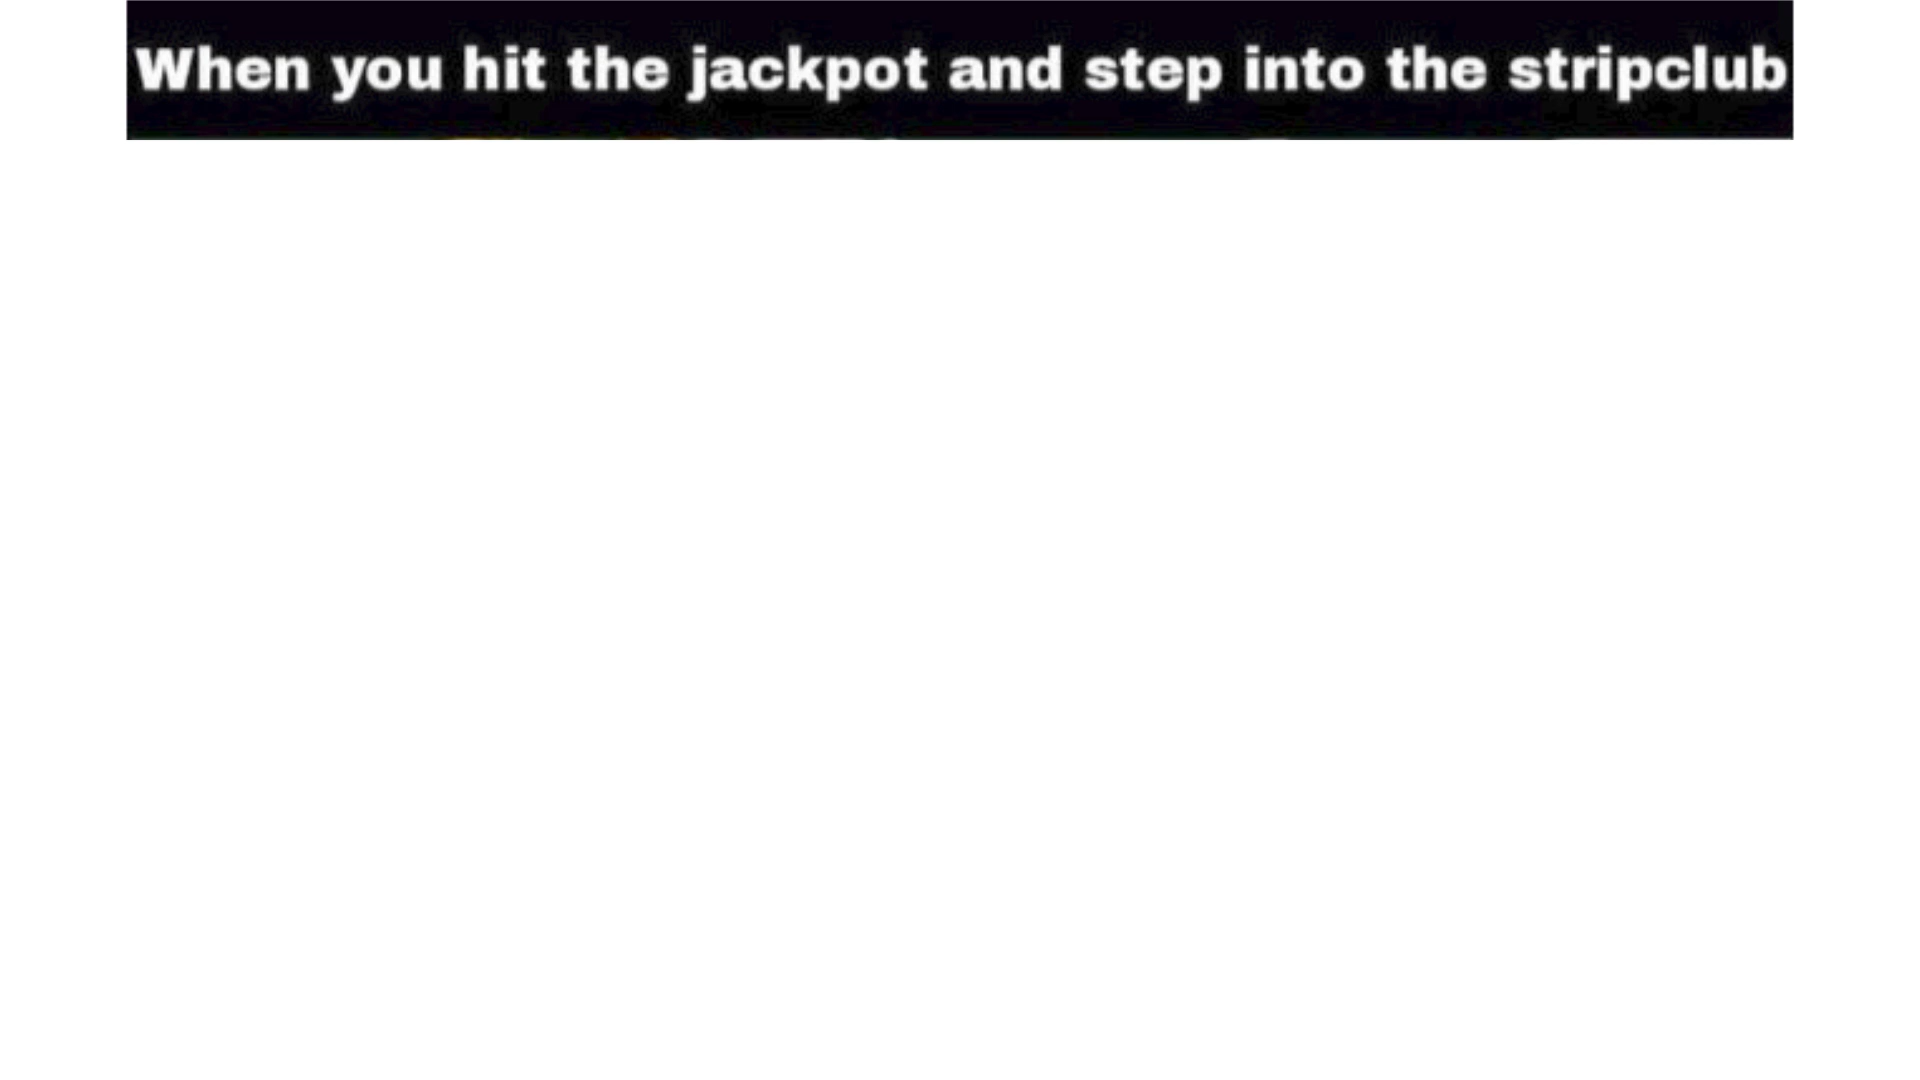 When you hit the jackpot and step into the stripclub